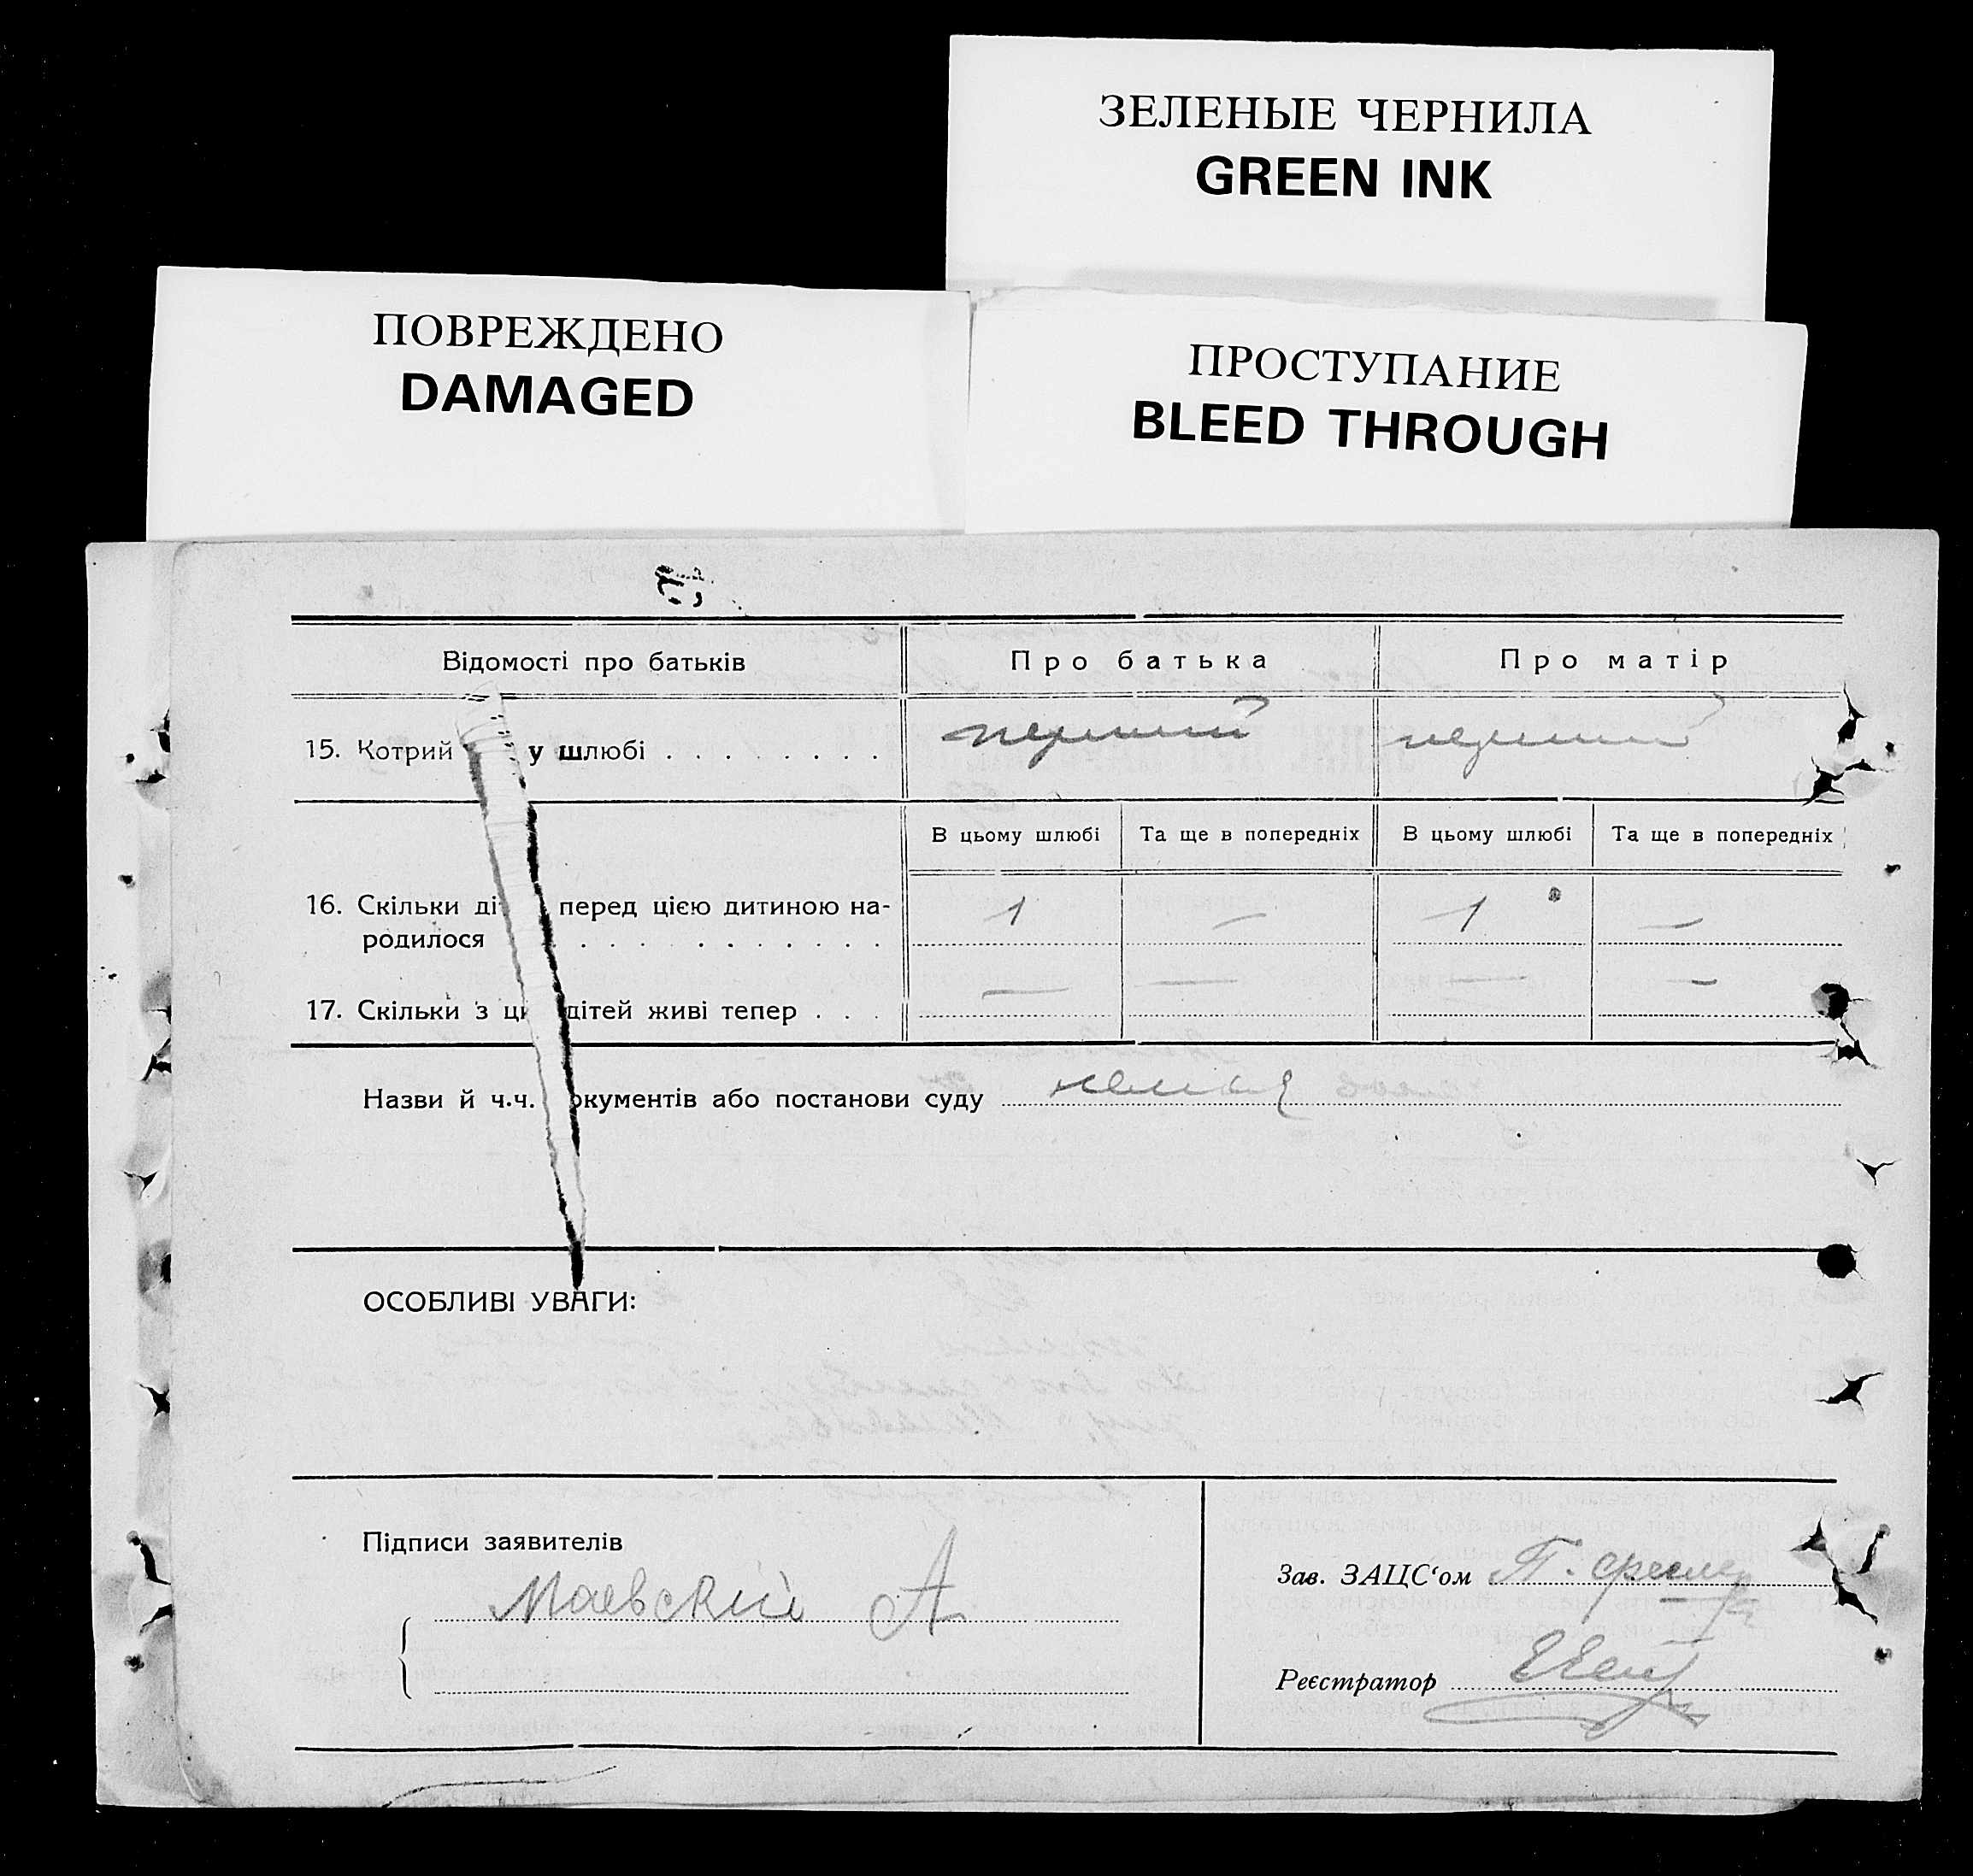 ЗЕЛЕНЫЕ ЧЕРНИЛА
GREEN INK
ПОВРЕЖДЕНО
DAMAGED
ПРОСТУПАНИЕ
BLEED THROUGH
Відомості про батьків
Про батька
Про матір
15. Котрий у шлюбі . . . . . . . .
перший
перший
В цьому шлюбі
Та ще в попередніх
В цьому шлюбі
Та ще в попередніх
16. Скільки ді перед цією дитиною на-
родилося . . . . . . . . . . .
1
—
1
—
17. Скільки з ци дітей живі тепер . . .
—
—
—
—
Назви й ч.ч. документів або постанови суду
немає
ОСОБЛИВІ УВАГИ:
Підписи заявителів
Маевский А
Зав. ЗАЦС‘ом
Реєстратор